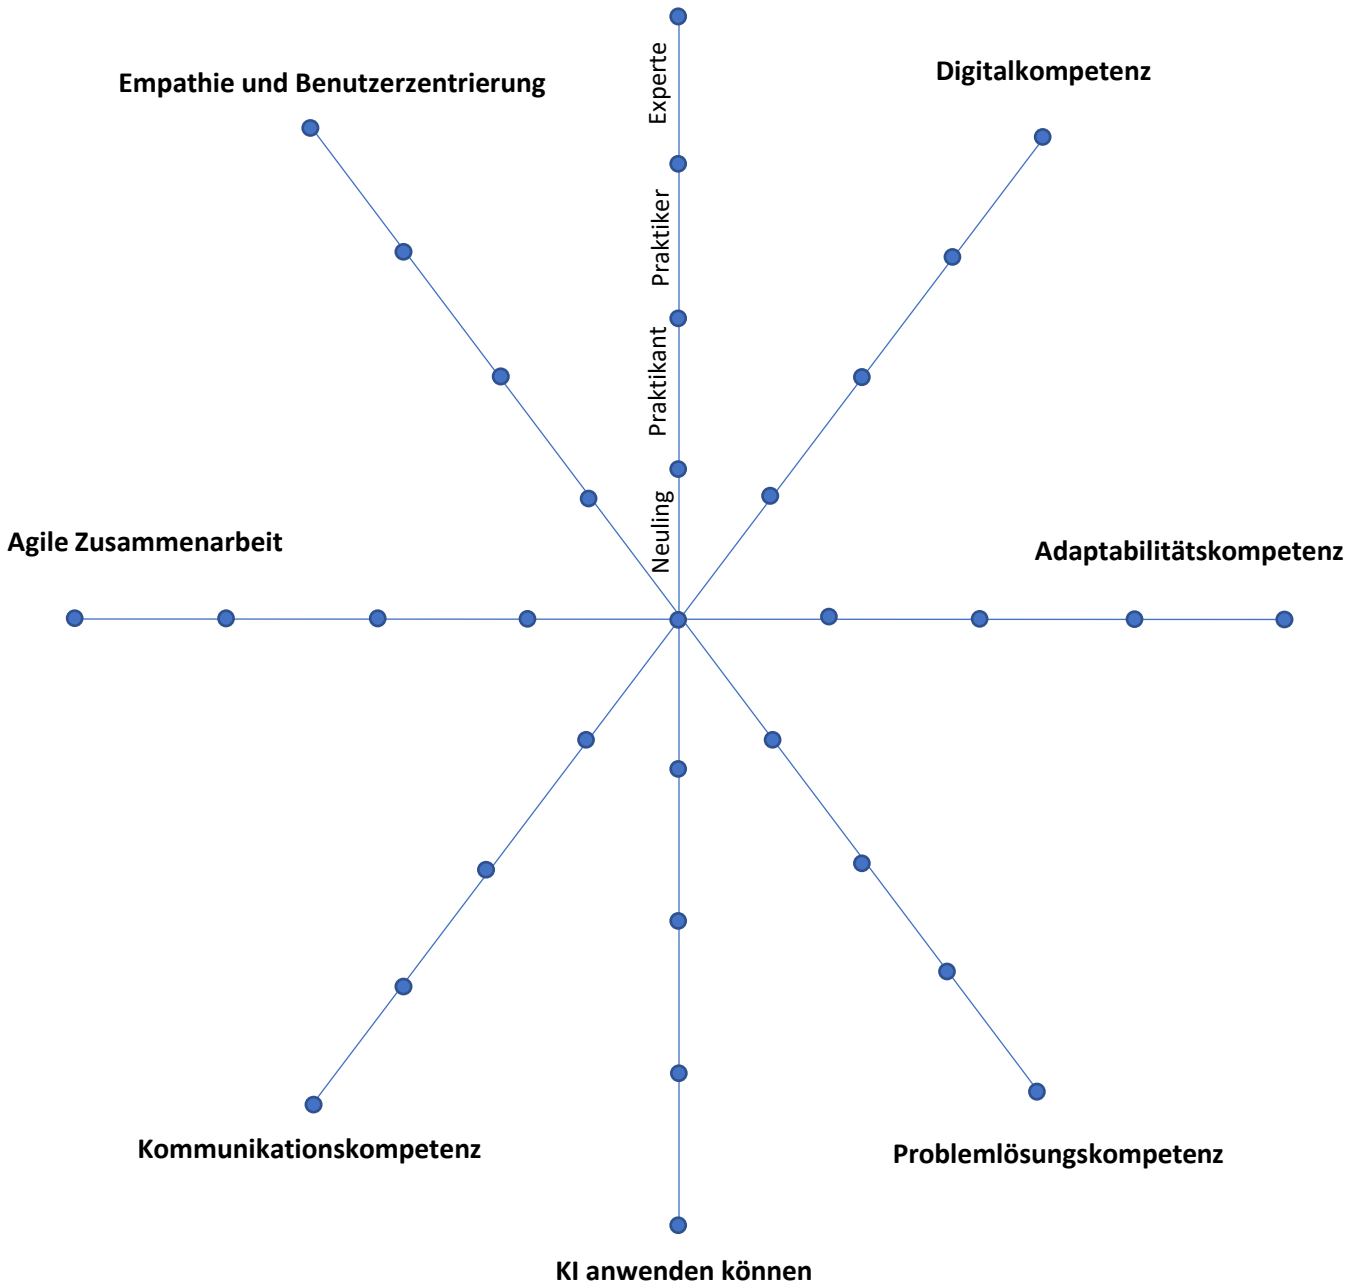 Empathie und Benutzerzentrierung
Digitalkompetenz
Experte
Praktiker
Praktikant
Neuling
Agile Zusammenarbeit
Adaptabilitätskompetenz
Kommunikationskompetenz
Problemlösungskompetenz
KI anwenden können